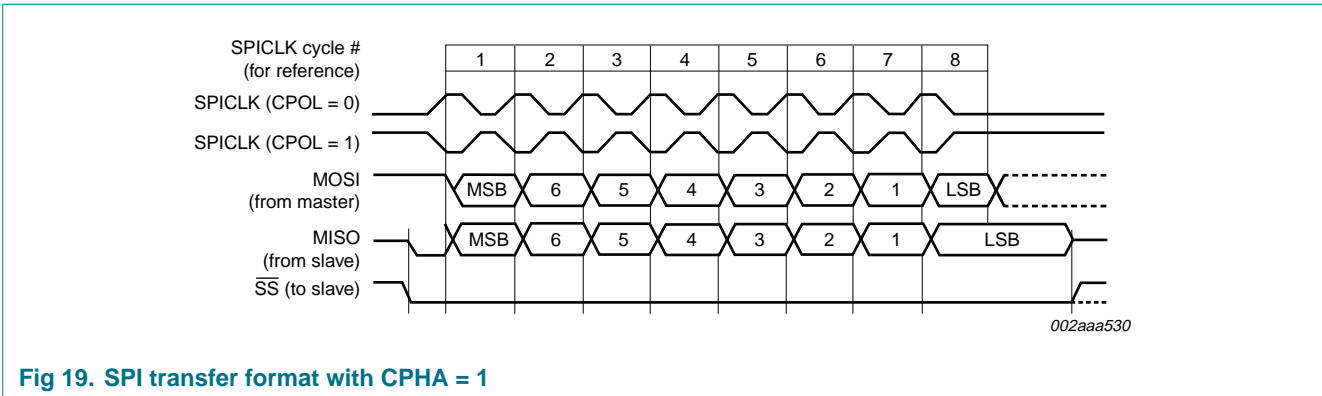 SPICLK cycle #
(for reference)
1 2 3 4 5 6 7 8
SPICLK (CPOL = 0)
SPICLK (CPOL = 1)
MOSI
(from master)
MSB 6 5 4 3 2 1 LSB
MISO
(from slave)
MSB 6 5 4 3 2 1 LSB
S̅S̅ (to slave)
002aaa530
Fig 19. SPI transfer format with CPHA = 1